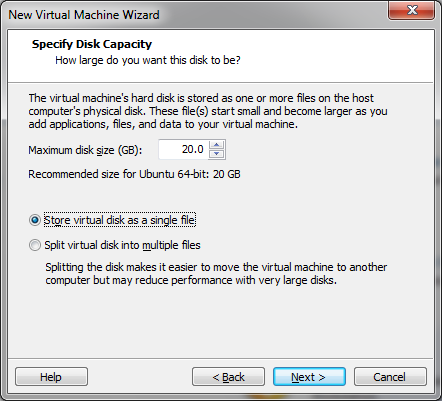 New Virtual Machine Wizard
Specify Disk Capacity
How large do you want this disk to be?
The virtual machine's hard disk is stored as one or more files on the host
computer's physical disk. These file(s) start small and become larger as you
add applications, files, and data to your virtual machine.
Maximum disk size (GB): 20.0
Recommended size for Ubuntu 64-bit: 20 GB
Store virtual disk as a single file
Split virtual disk into multiple files
Splitting the disk makes it easier to move the virtual machine to another
computer but may reduce performance with very large disks.
Help < Back Next > Cancel